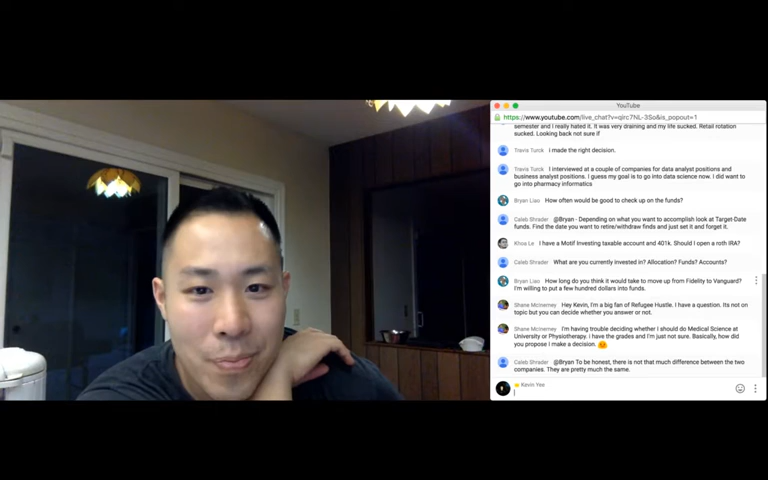 YouTube
https://www.youtube.com/live_chat?v=qirc7NL-3So&is_popout=1
semester and I really hated it. It was very draining and my life sucked. Retail rotation
sucked. Looking back not sure if
Travis Turck I made the right decision.
Travis Turck I interviewed at a couple of companies for data analyst positions and
business analyst positions. I guess my goal is to go into data science now. I did want to
go into pharmacy informatics
Bryan Liao How often would be good to check up on the funds?
Caleb Shrader @Bryan - Depending on what you want to accomplish look at Target-Date
funds. Find the date you want to retire/withdraw finds and just set it and forget it.
Khoa Le I have a Motif Investing taxable account and 401k. Should I open a roth IRA?
Caleb Shrader What are you currently invested in? Allocation? Funds? Accounts?
Bryan Liao How long do you think it would take to move up from Fidelity to Vanguard?
I'm willing to put a few hundred dollars into funds.
Shane McInerney Hey Kevin, I'm a big fan of Refugee Hustle. I have a question. Its not on
topic but you can decide whether you answer or not.
Shane McInerney I'm having trouble deciding whether I should do Medical Science at
University or Physiotherapy. I have the grades and I'm just not sure. Basically, how did
you propose I make a decision.
Caleb Shrader @Bryan To be honest, there is not that much difference between the two
companies. They are pretty much the same.
Kevin Yee